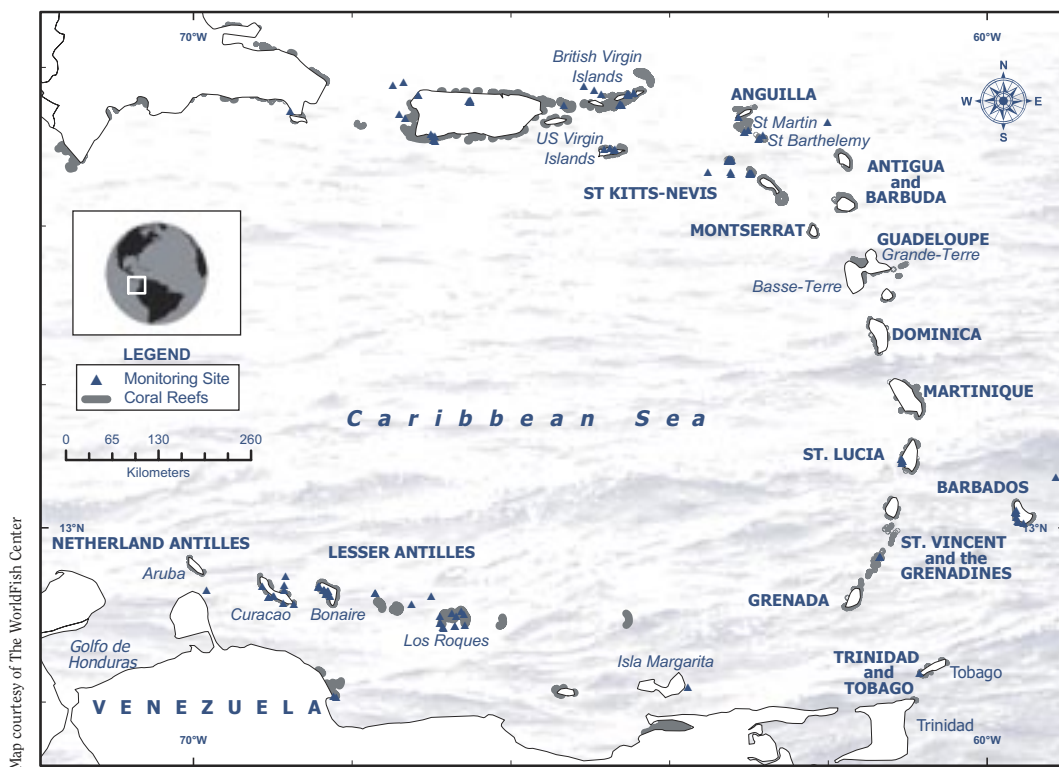 70°W
60°W
British Virgin
Islands
ANGUILLA
N
W
E
S
St Martin
St Barthelemy
US Virgin
Islands
ANTIGUA
and
BARBUDA
ST KITTS-NEVIS
MONTSERRAT
GUADELOUPE
Grande-Terre
Basse-Terre
DOMINICA
LEGEND
Monitoring Site
Coral Reefs
0 65 130 260
Kilometers
MARTINIQUE
Caribbean Sea
ST. LUCIA
BARBADOS
13°N
13°N
NETHERLAND ANTILLES
LESSER ANTILLES
ST. VINCENT
and the
GRENADINES
Aruba
Curacao
Bonaire
GRENADA
Los Roques
Golfo de
Honduras
Isla Margarita
TRINIDAD
and
TOBAGO
Tobago
VENEZUELA
Trinidad
70°W
60°W
Map courtesy of The WorldFish Center